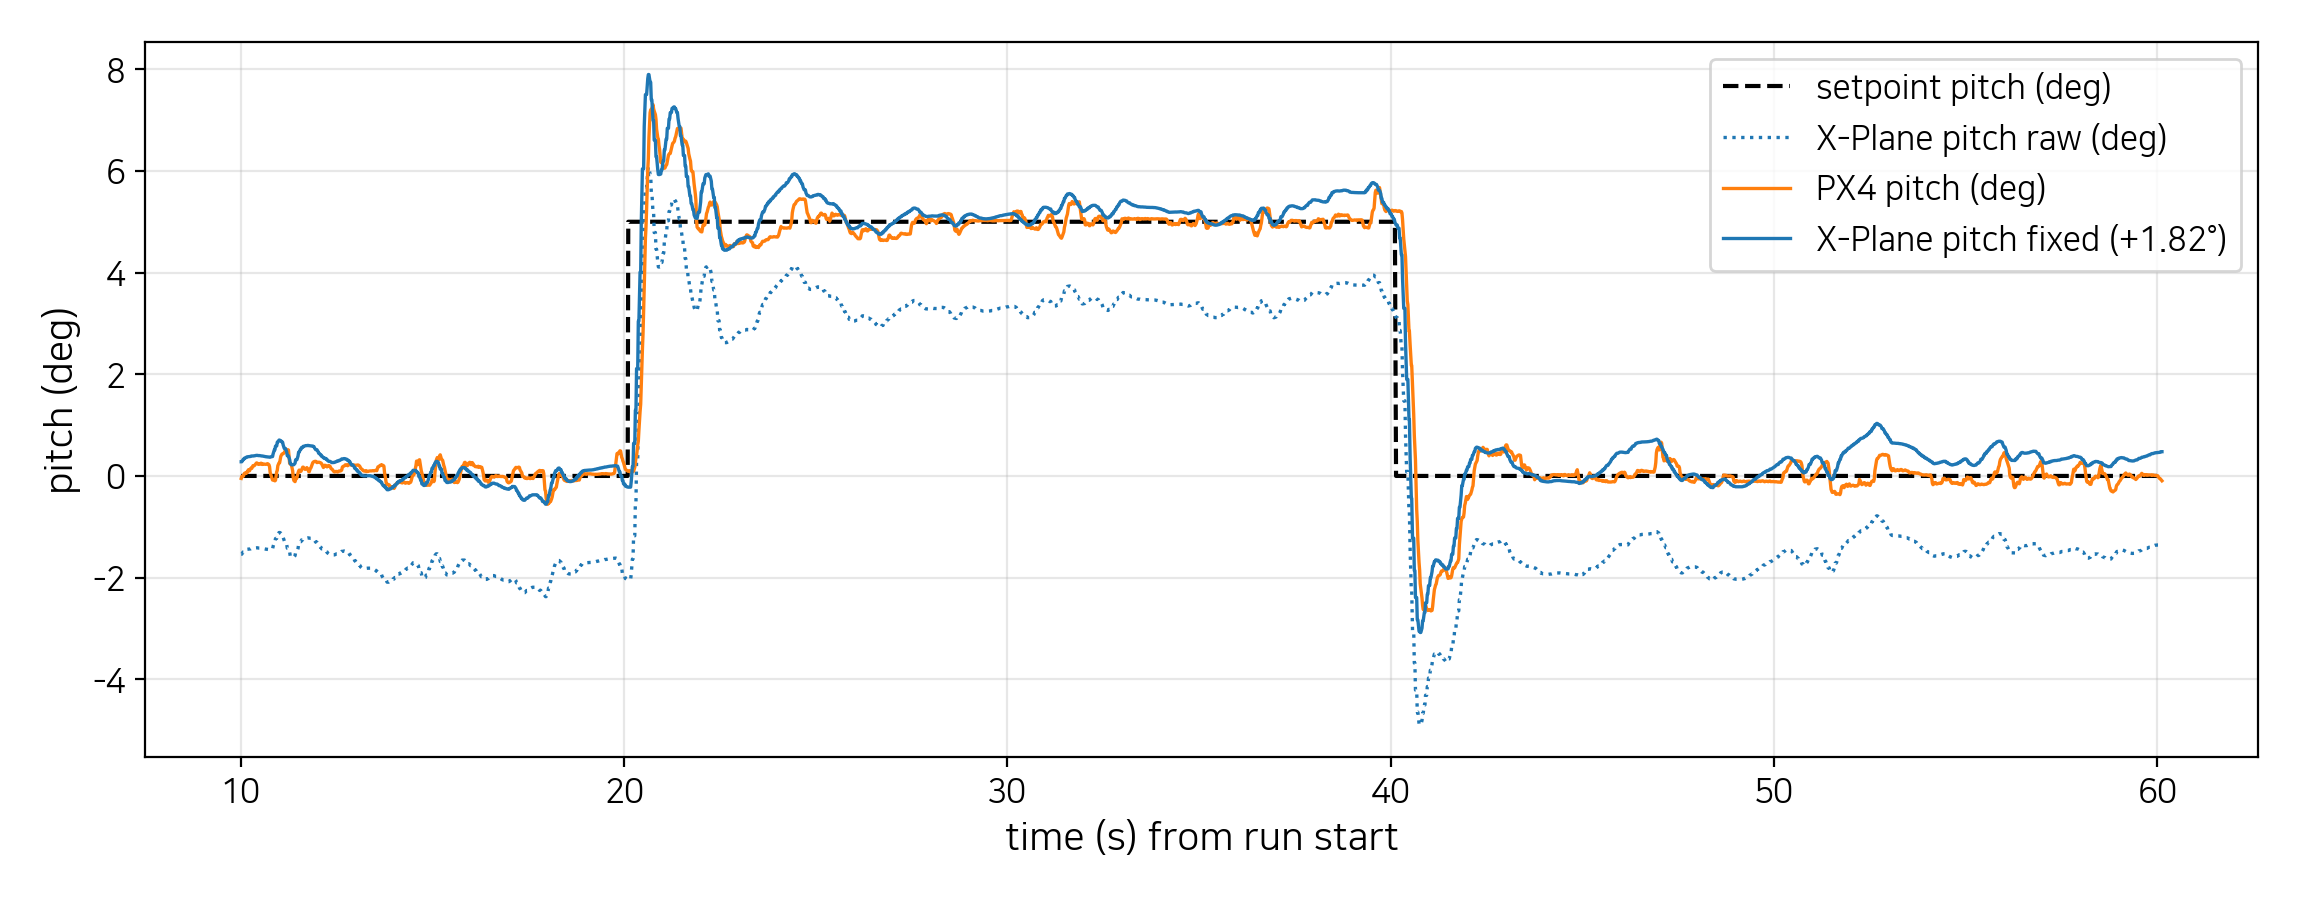 8
6
4
2
0
-2
-4
pitch (deg)
10 20 30 40 50 60
time (s) from run start
setpoint pitch (deg)
X-Plane pitch raw (deg)
PX4 pitch (deg)
X-Plane pitch fixed (+1.82°)